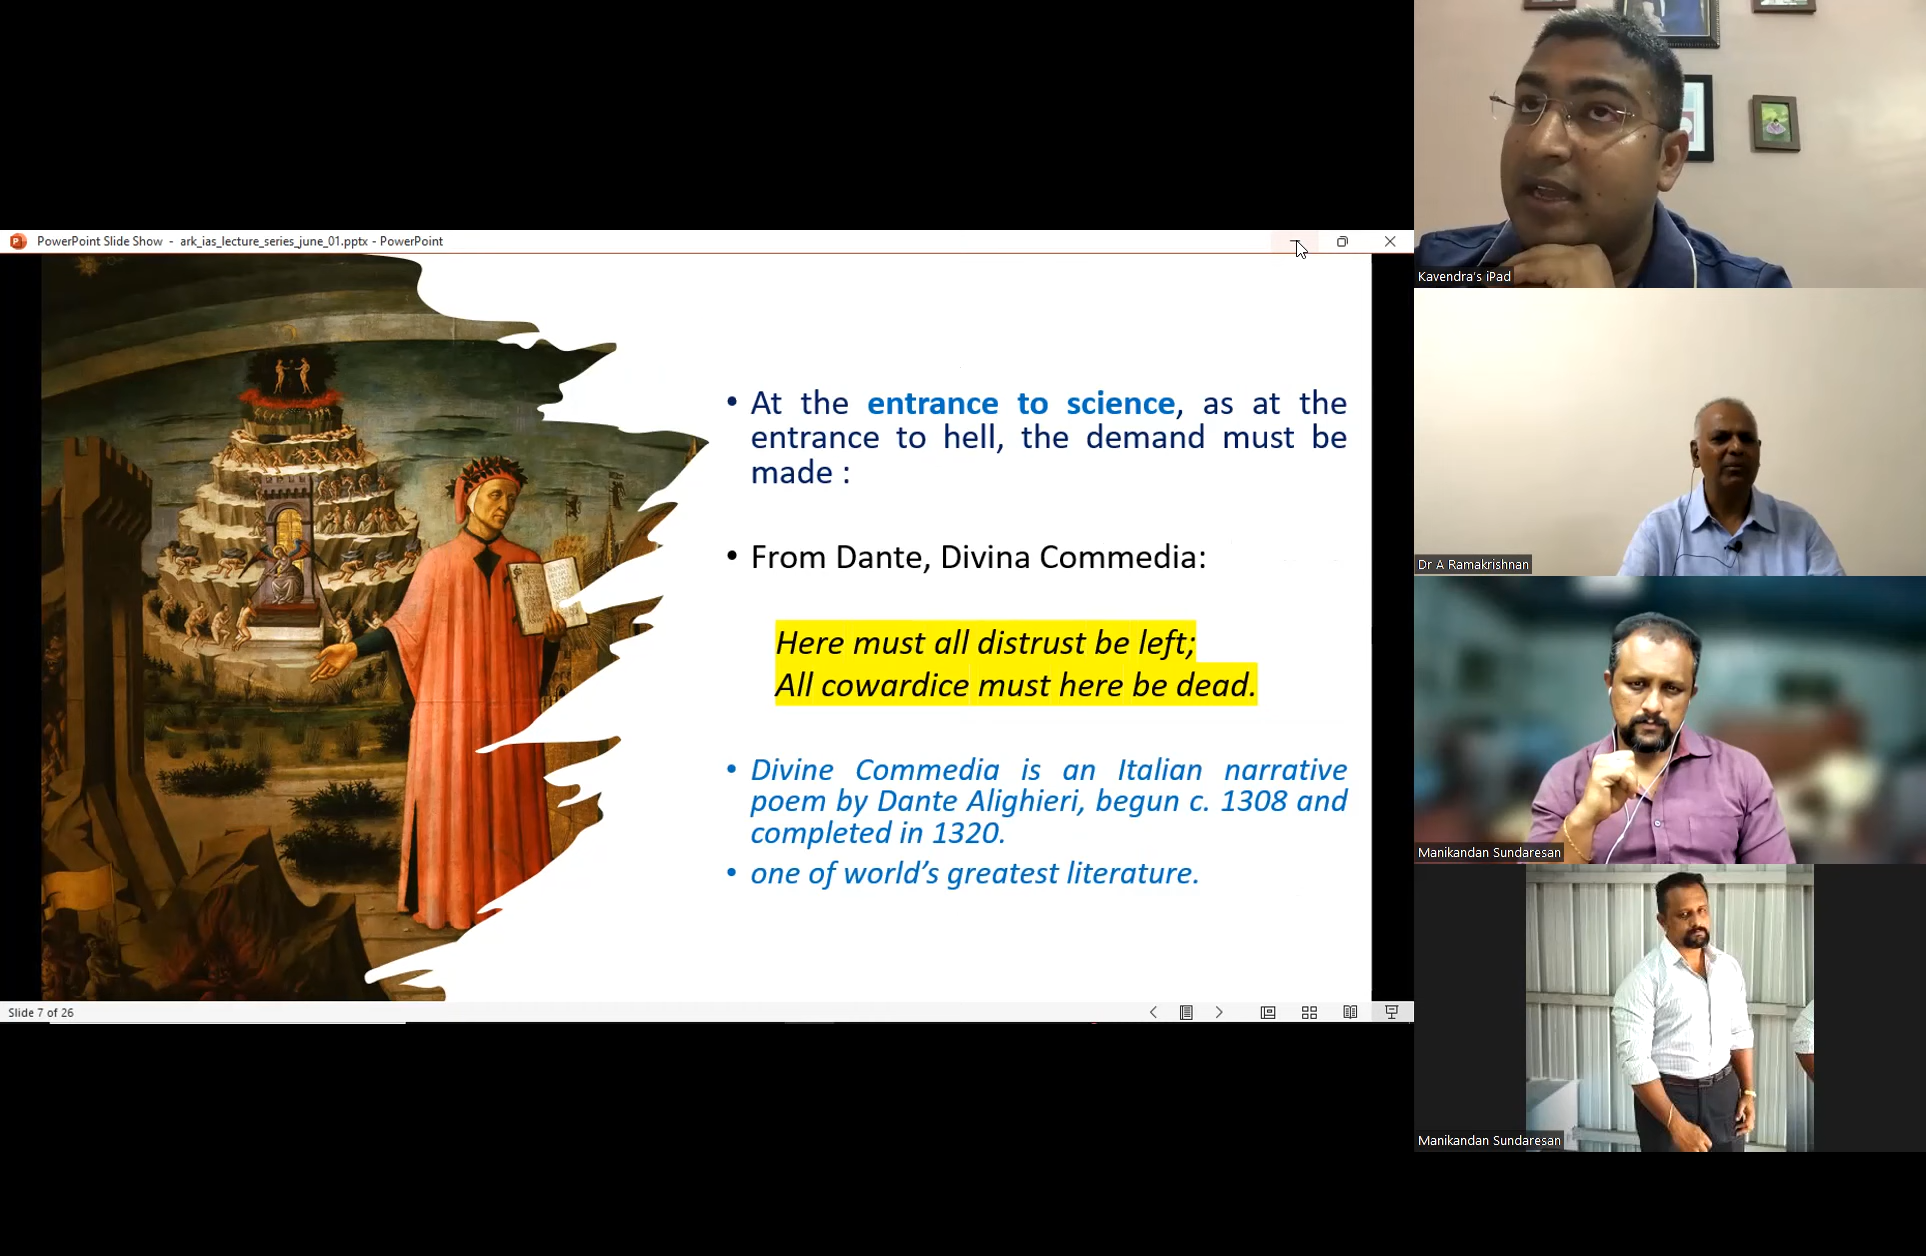 PowerPoint Slide Show - ark_ias_lecture_series_june_01.pptx - PowerPoint
• At the entrance to science, as at the
entrance to hell, the demand must be
made :
• From Dante, Divina Commedia:
Here must all distrust be left;
All cowardice must here be dead.
• Divine Commedia is an Italian narrative
poem by Dante Alighieri, begun c. 1308 and
completed in 1320.
• one of world's greatest literature.
Slide 7 of 26
Kavendra's iPad
Dr A Ramakrishnan
Manikandan Sundaresan
Manikandan Sundaresan